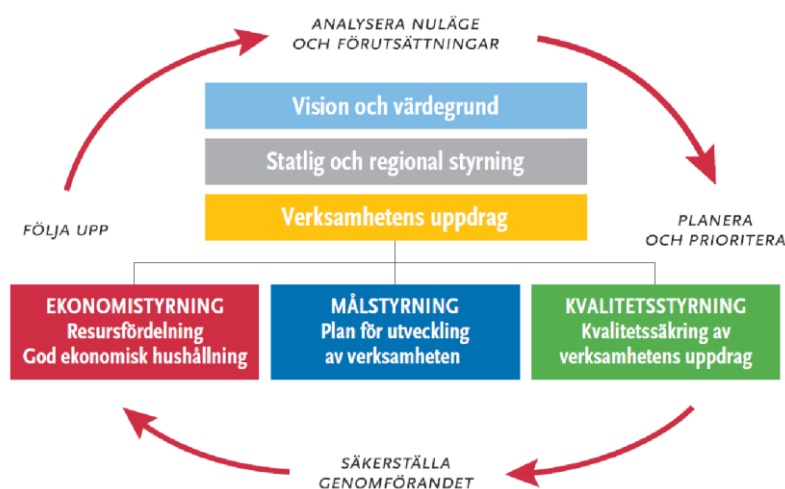 ANALYSERA NULÄGE
OCH FÖRUTSÄTTNINGAR
Vision och värdegrund
Statlig och regional styrning
Verksamhetens uppdrag
FÖLJA UPP
PLANERA
OCH PRIORITERA
EKONOMISTYRNING
Resursfördelning
God ekonomisk hushållning
MÅLSTYRNING
Plan för utveckling
av verksamheten
KVALITETSSTYRNING
Kvalitetssäkring av
verksamhetens uppdrag
SÄKERSTÄLLA
GENOMFÖRANDET